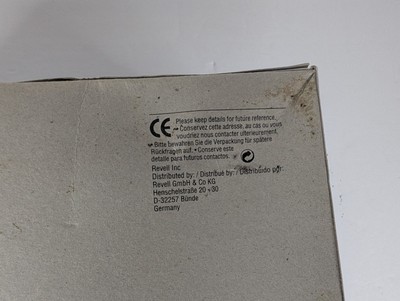 CE Please keep details for future reference.
→ Conservez cette adresse, au cas ou vous
voudriez nous contacter ulterieurement.
Bitte bewahren Sie die Verpackung für spätere
Rückfragen auf. Conserve este
detalle para futuros contactos.
Revell Inc
Distributed by: / Distribue by: / Distribuido por:
Revell GmbH & Co KG
Henschelstraße 20 - 30
D-32257 Bünde
Germany